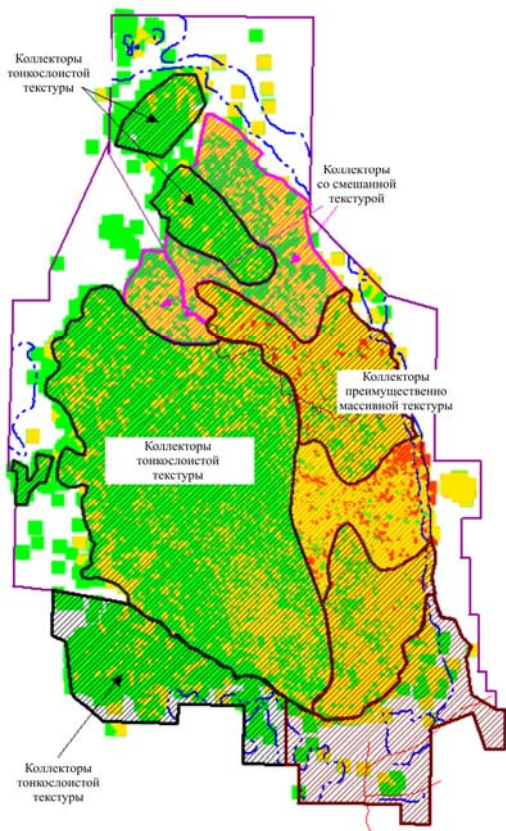 Коллекторы
тонкослоистой
текстуры
Коллекторы
со смешанной
текстурой
Коллекторы
преимущественно
массивной текстуры
Коллекторы
тонкослоистой
текстуры
Коллекторы
тонкослоистой
текстуры